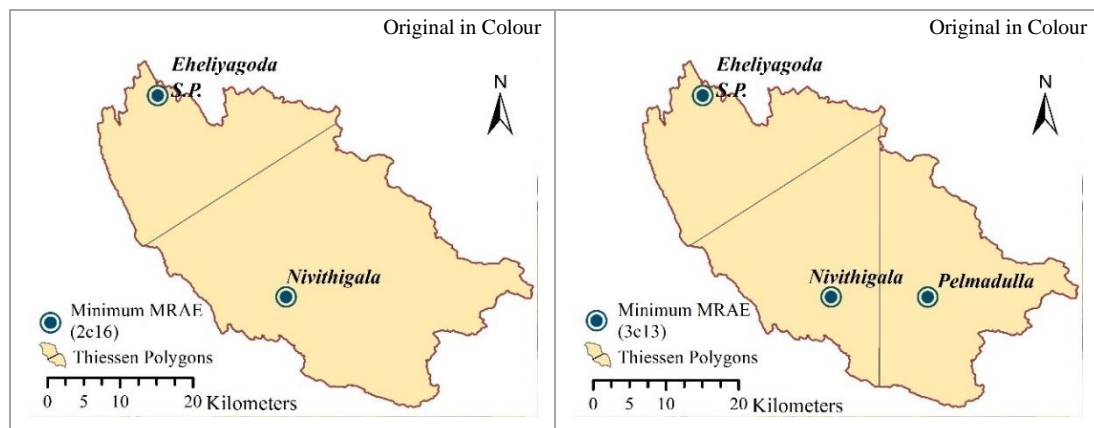 Original in Colour
Eheliyagoda
S.P.
N
Nivithigala
Minimum MRAE
(2c16)
Thiessen Polygons
0 5 10 20 Kilometers
Original in Colour
Eheliyagoda
S.P.
N
Nivithigala
Pelmadulla
Minimum MRAE
(3c13)
Thiessen Polygons
0 5 10 20 Kilometers